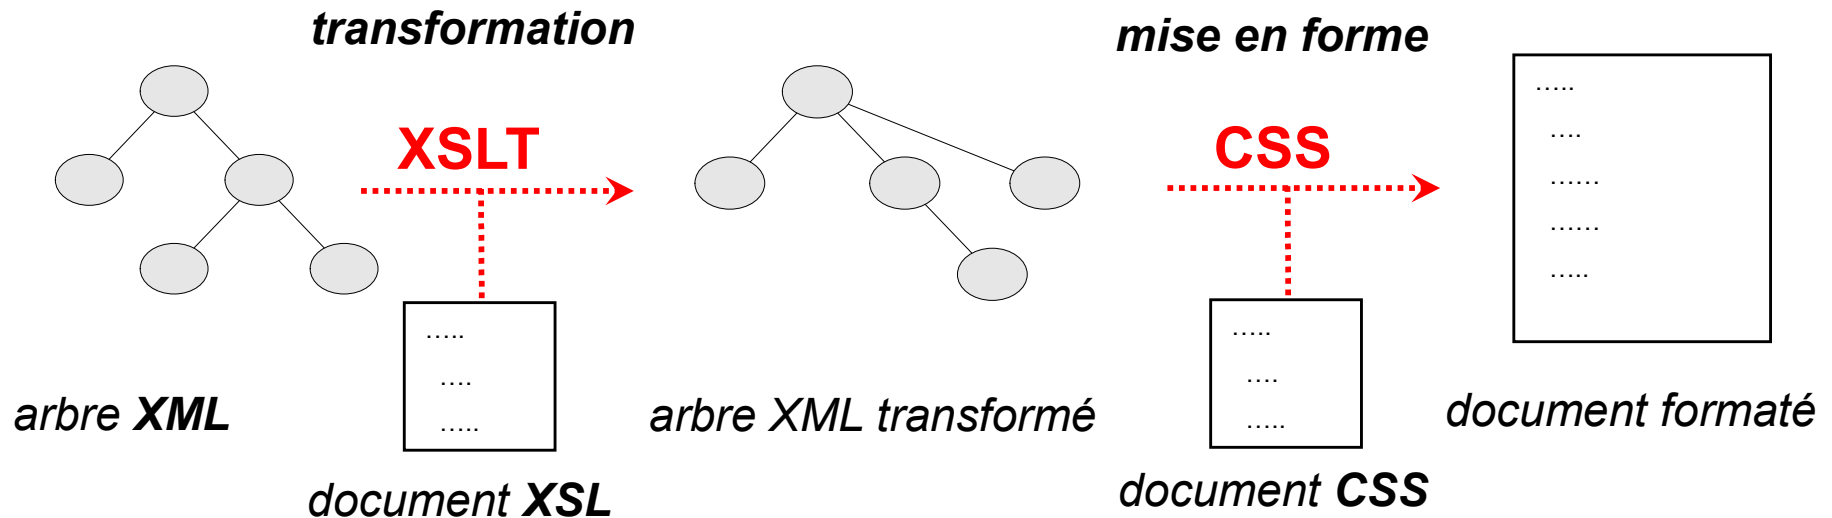 transformation
XSLT
…..
….
…..
arbre XML
document XSL
arbre XML transformé
mise en forme
CSS
…..
….
…..
document CSS
…..
….
……
……
…..
document formaté